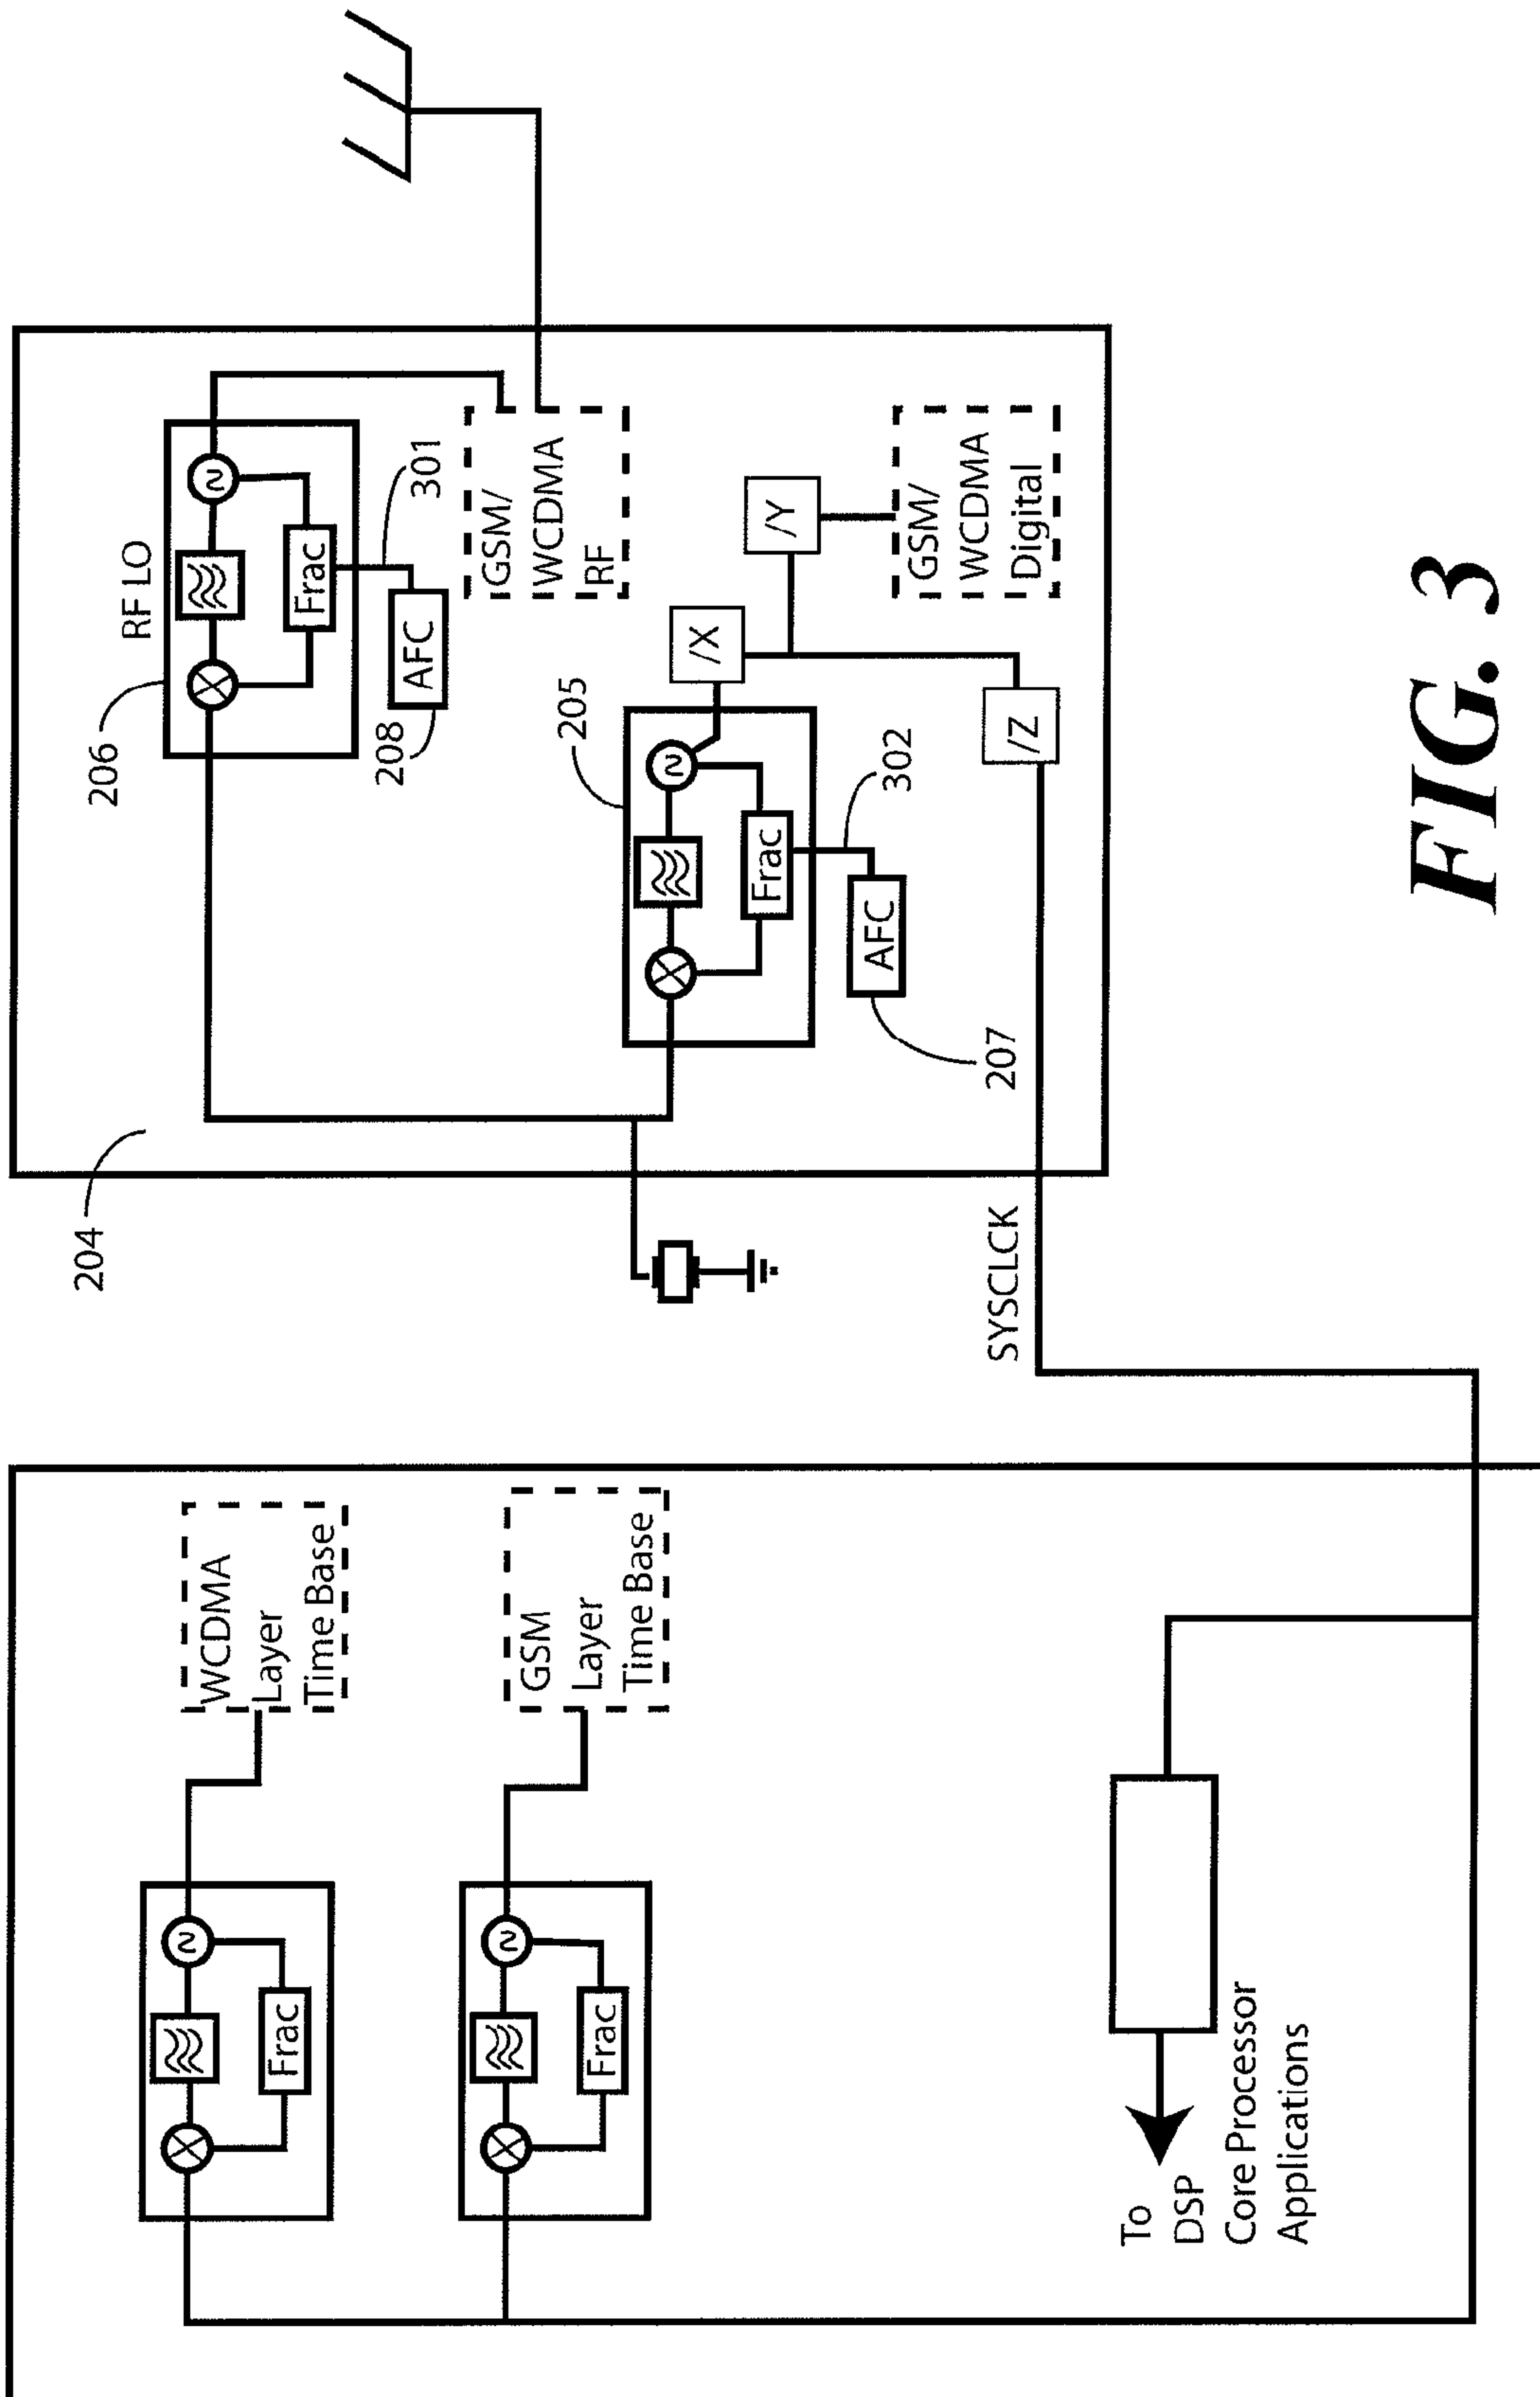 WCDMA
Layer
Time Base
GSM
Layer
Time Base
Frac
Frac
To
DSP
Core Processor
Applications
SYSCLCK
204
206
RF LO
Frac
301
AFC
208
GSM/
WCDMA
RF
205
/X
/Y
Frac
302
AFC
207
GSM/
WCDMA
Digital
/Z
FIG. 3